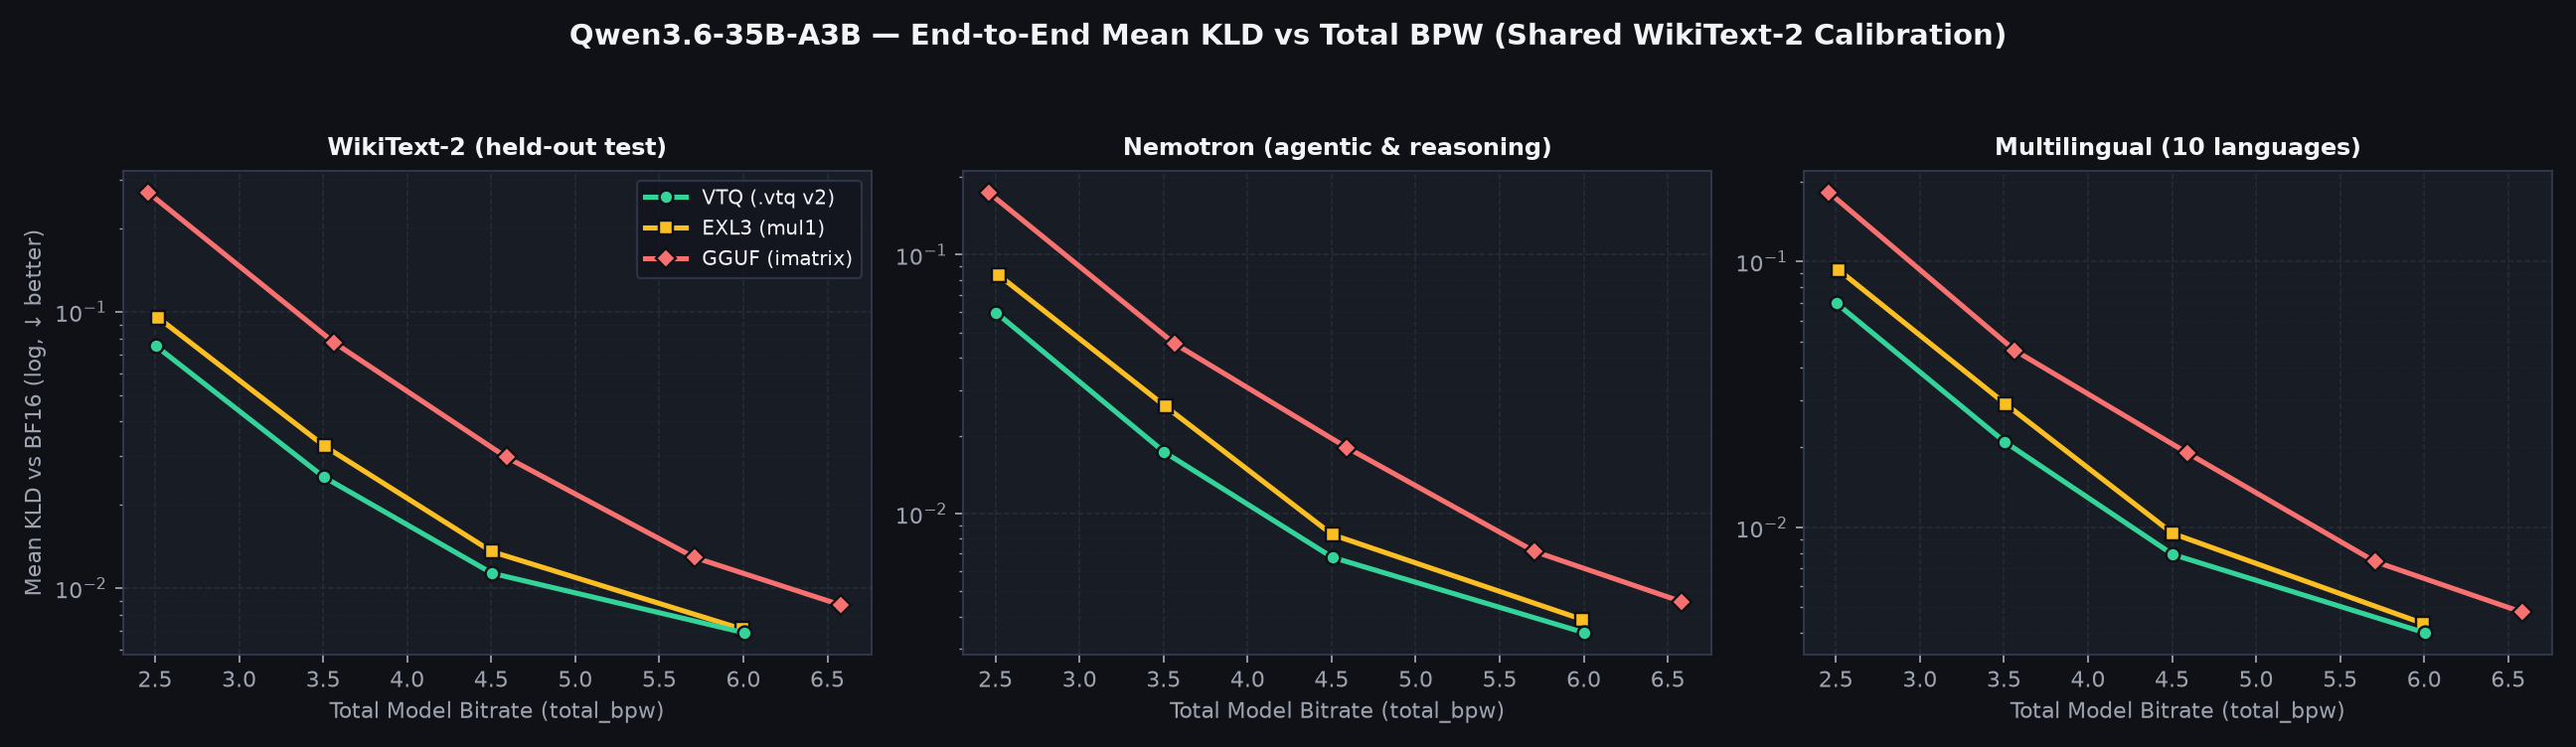 Qwen3.6-35B-A3B — End-to-End Mean KLD vs Total BPW (Shared WikiText-2 Calibration)
WikiText-2 (held-out test)
Mean KLD vs BF16 (log, ↓ better)
10⁻¹
10⁻²
VTQ (.vtq v2)
EXL3 (mul1)
GGUF (imatrix)
2.5 3.0 3.5 4.0 4.5 5.0 5.5 6.0 6.5
Total Model Bitrate (total_bpw)
Nemotron (agentic & reasoning)
10⁻¹
10⁻²
2.5 3.0 3.5 4.0 4.5 5.0 5.5 6.0 6.5
Total Model Bitrate (total_bpw)
Multilingual (10 languages)
10⁻¹
10⁻²
2.5 3.0 3.5 4.0 4.5 5.0 5.5 6.0 6.5
Total Model Bitrate (total_bpw)